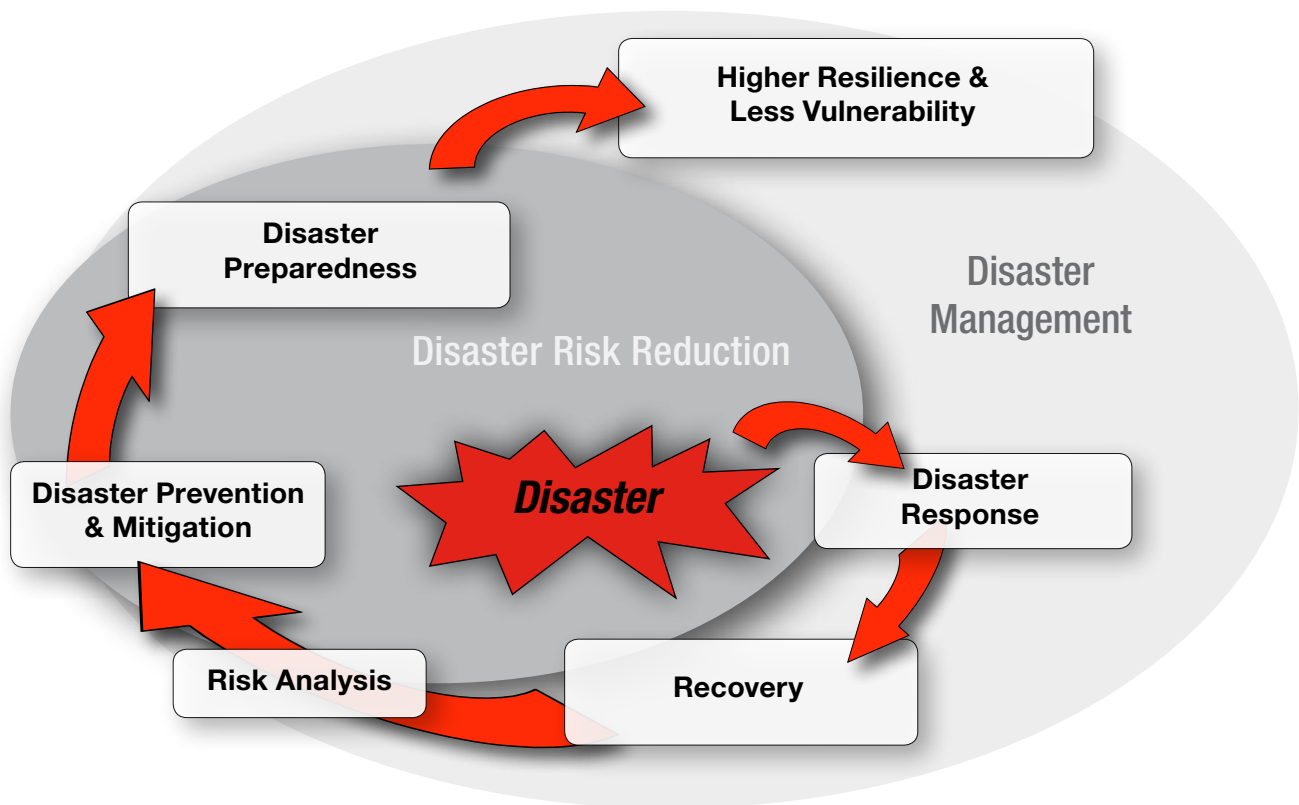 Higher Resilience &
Less Vulnerability
Disaster
Preparedness
Disaster
Management
Disaster Risk Reduction
Disaster Prevention
& Mitigation
Disaster
Disaster
Response
Risk Analysis
Recovery